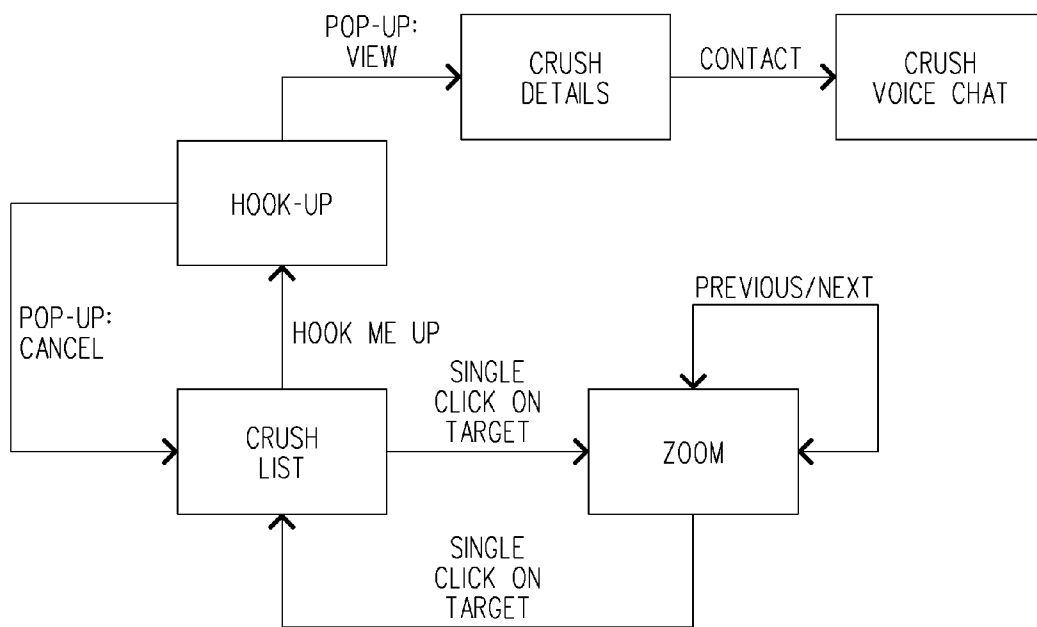 POP-UP:
VIEW
CRUSH
DETAILS
CONTACT
CRUSH
VOICE CHAT
HOOK-UP
POP-UP:
CANCEL
HOOK ME UP
PREVIOUS/NEXT
SINGLE
CLICK ON
TARGET
CRUSH
LIST
ZOOM
SINGLE
CLICK ON
TARGET